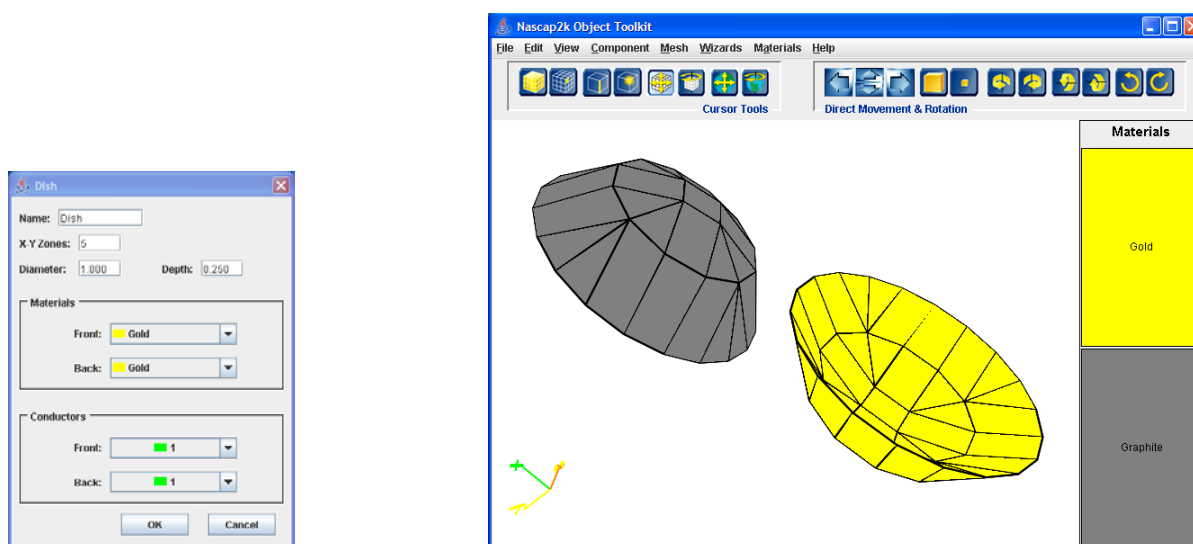 Dish
Name: Dish
X-Y Zones: 5
Diameter: 1.000 Depth: 0.250
Materials
Front: Gold
Back: Gold
Conductors
Front: 1
Back: 1
OK Cancel
Nascap2k Object Toolkit
File Edit View Component Mesh Wizards Materials Help
Cursor Tools Direct Movement & Rotation
Materials
Gold
Graphite